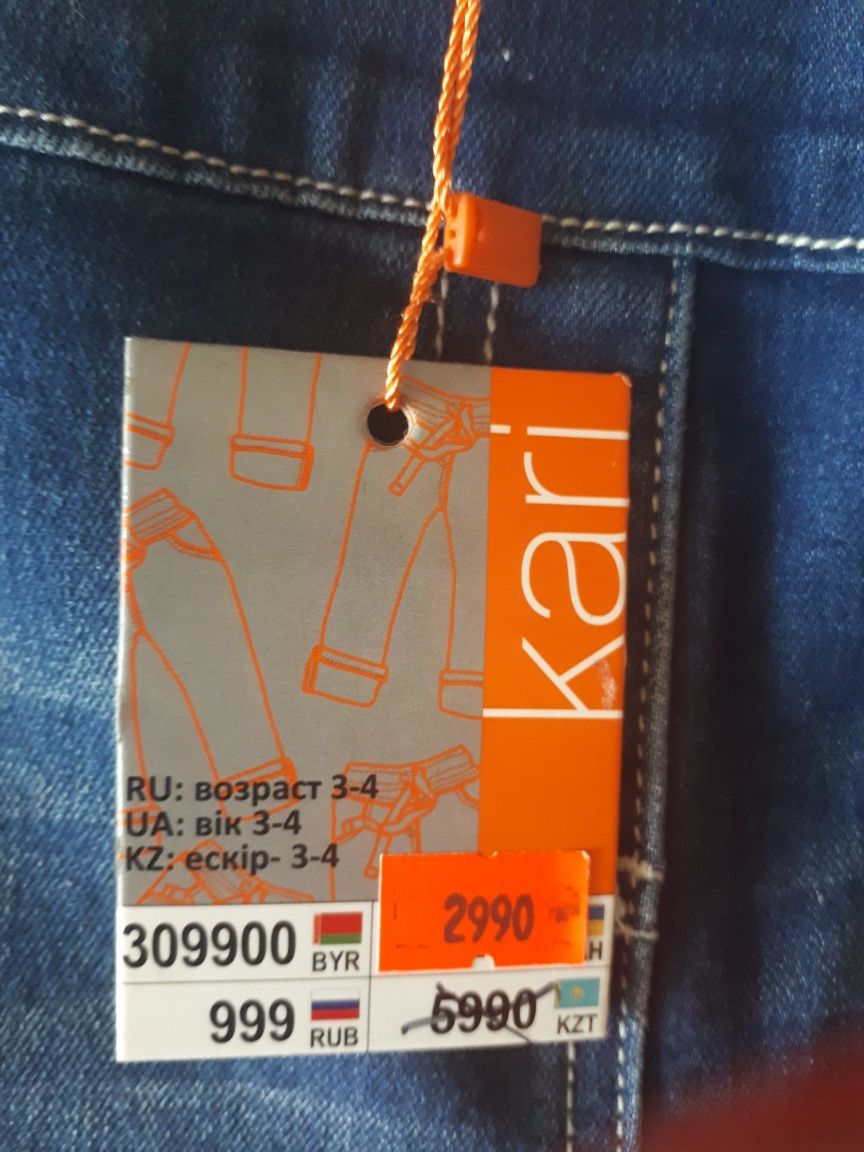 kari
RU: возраст 3-4
UA: вік 3-4
KZ: ескір- 3-4
309900 BYR
2990
999 RUB
5990 KZT